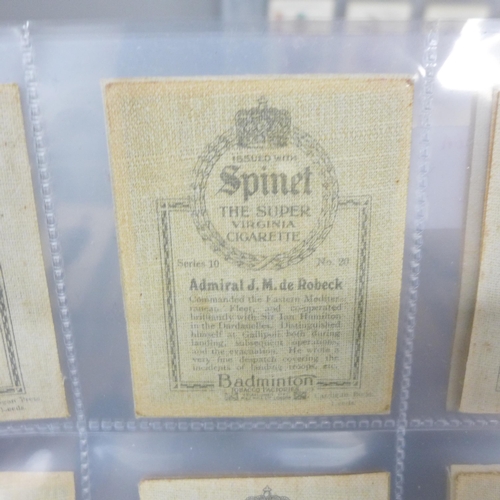 ISSUED WITH
Spinet
THE SUPER
VIRGINIA
CIGARETTE
Series 10 No. 20
Admiral J. M. de Robeck
Commanded the Eastern Mediter-
ranean Fleet, and co-operated
brilliantly with Sir Ian Hamilton
in the Dardanelles. Distinguished
himself at Gallipoli both during
landing, subsequent operations,
and the evacuation. He wrote a
very fine dispatch covering the
incidents of landing troops, etc.
Badminton